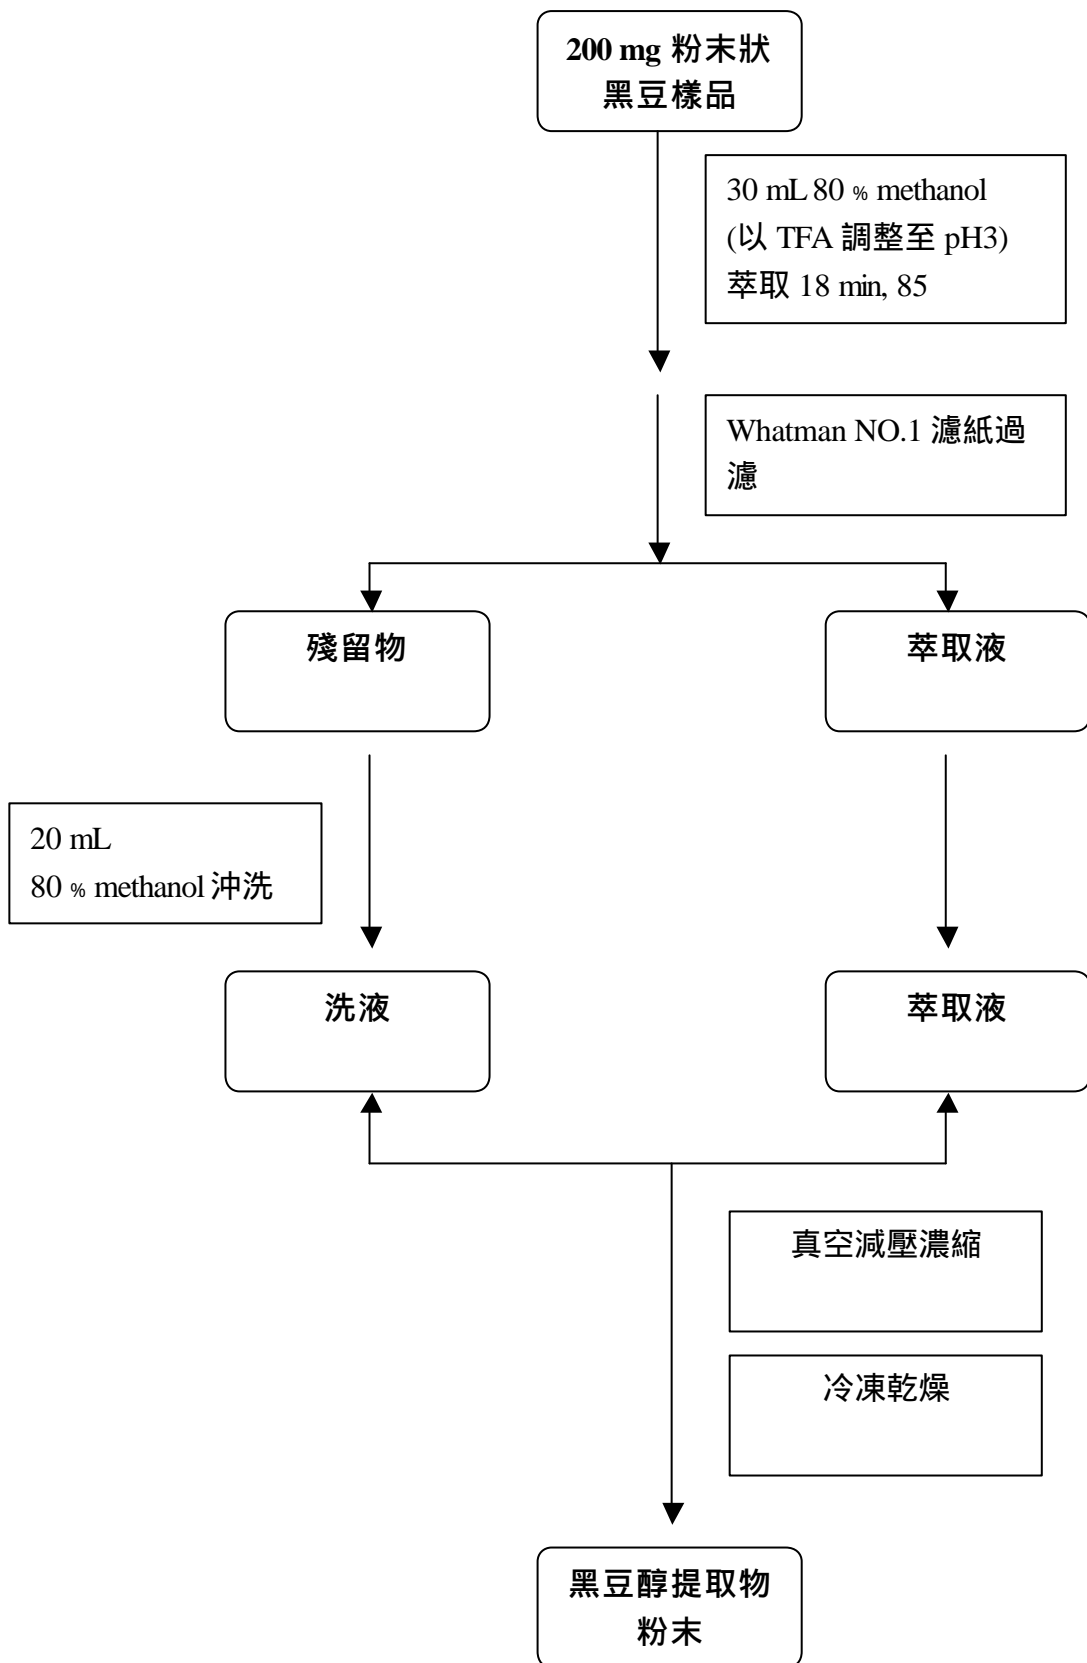 200 mg 粉末狀
黑豆樣品
30 mL 80 % methanol
(以 TFA 調整至 pH3)
萃取 18 min, 85
Whatman NO.1 濾紙過
濾
殘留物
萃取液
20 mL
80 % methanol 沖洗
洗液
萃取液
真空減壓濃縮
冷凍乾燥
黑豆醇提取物
粉末